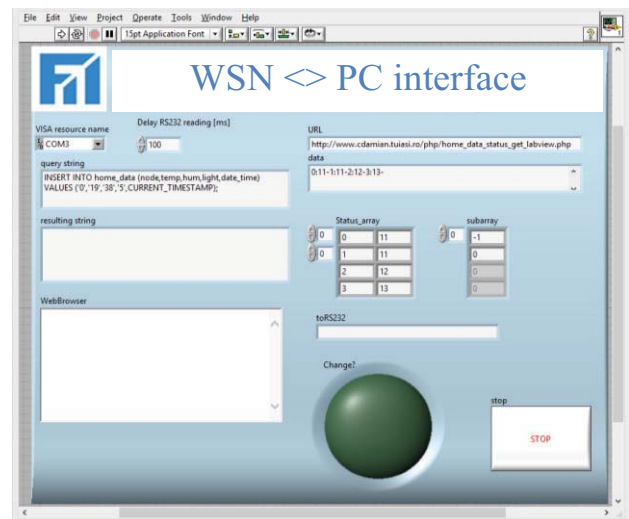 File Edit View Project Operate Tools Window Help
15pt Application Font
WSN <> PC interface
VISA resource name
COM3
Delay RS232 reading [ms]
100
query string
INSERT INTO home_data (node,temp,hum,light,date_time)
VALUES ('0','19','38','5',CURRENT_TIMESTAMP);
resulting string
WebBrowser
URL
http://www.cdamian.tuiasi.ro/php/home_data_status_get_labview.php
data
0:11-1:11-2:12-3:13-
Status_array
0
0
0 11
1 11
2 12
3 13
subarray
0
-1
0
0
0
toRS232
Change?
stop
STOP